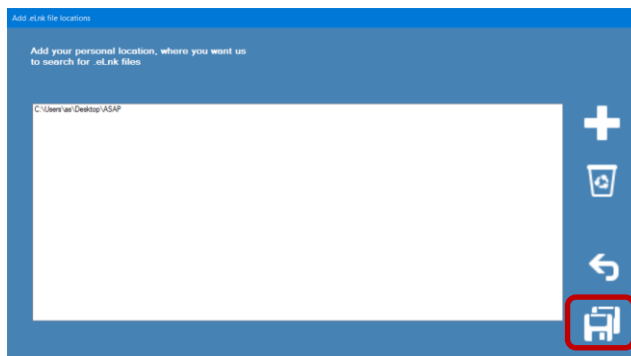 Add .eLnk file locations
Add your personal location, where you want us
to search for .eLnk files
C:\Users\as\Desktop\ASAP